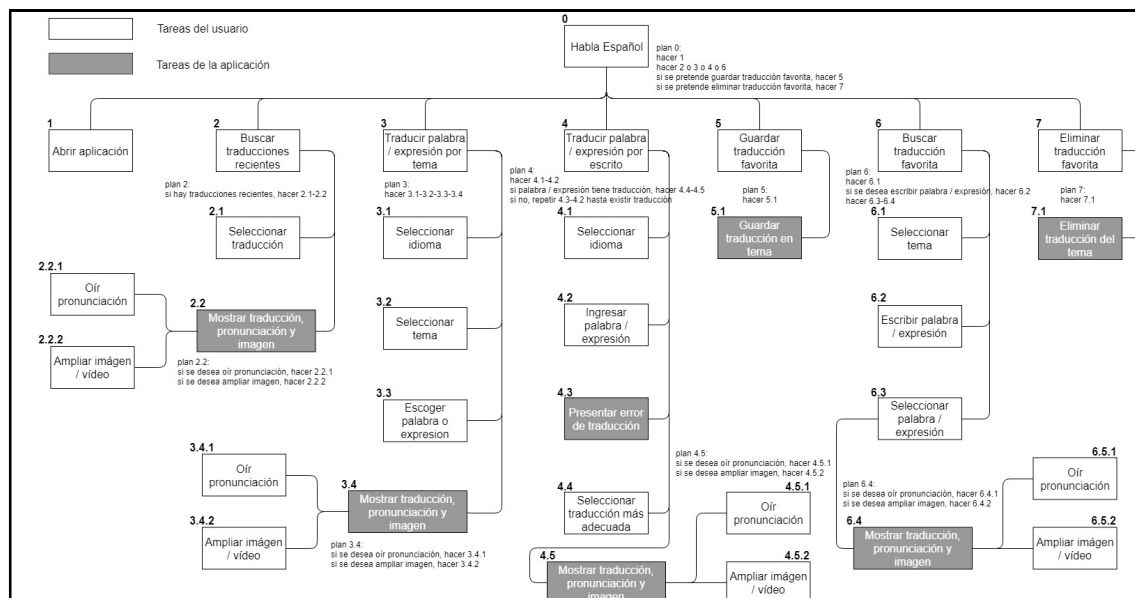 Tareas del usuario
Tareas de la aplicación
0
Habla Español
plan 0:
hacer 1
hacer 2 o 3 o 4 o 6
si se pretende guardar traducción favorita, hacer 5
si se pretende eliminar traducción favorita, hacer 7
1
Abrir aplicación
2
Buscar
traducciones
recientes
plan 2:
si hay traducciones recientes, hacer 2.1-2.2
2.1
Seleccionar
traducción
2.2
Mostrar traducción,
pronunciación y
imagen
plan 2.2:
si se desea oír pronunciación, hacer 2.2.1
si se desea ampliar imagen, hacer 2.2.2
2.2.1
Oír
pronunciación
2.2.2
Ampliar imágen
/ vídeo
3
Traducir palabra
/ expresión por
tema
plan 3:
hacer 3.1-3.2-3.3-3.4
3.1
Seleccionar
idioma
3.2
Seleccionar
tema
3.3
Escoger
palabra o
expresion
3.4
Mostrar traducción,
pronunciación y
imagen
plan 3.4:
si se desea oír pronunciación, hacer 3.4.1
si se desea ampliar imagen, hacer 3.4.2
3.4.1
Oír
pronunciación
3.4.2
Ampliar imágen
/ vídeo
4
Traducir palabra
/ expresión por
escrito
plan 4:
hacer 4.1-4.2
si palabra / expresión tiene traducción, hacer 4.4-4.5
si no, repetir 4.3-4.2 hasta existir traducción
4.1
Seleccionar
idioma
4.2
Ingresar
palabra /
expresión
4.3
Presentar error
de traducción
4.4
Seleccionar
traducción más
adecuada
4.5
Mostrar traducción,
pronunciación y
imagen
plan 4.5:
si se desea oír pronunciación, hacer 4.5.1
si se desea ampliar imagen, hacer 4.5.2
4.5.1
Oír
pronunciación
4.5.2
Ampliar imágen
/ vídeo
5
Guardar
traducción
favorita
plan 5:
hacer 5.1
5.1
Guardar
traducción en
tema
6
Buscar
traducción
favorita
plan 6:
hacer 6.1
si se desea escribir palabra / expresión, hacer 6.2
hacer 6.3-6.4
6.1
Seleccionar
tema
6.2
Escribir palabra
/ expresión
6.3
Seleccionar
palabra /
expresión
6.4
Mostrar traducción,
pronunciación y
imagen
plan 6.4:
si se desea oír pronunciación, hacer 6.4.1
si se desea ampliar imagen, hacer 6.4.2
6.5.1
Oír
pronunciación
6.5.2
Ampliar imágen
/ vídeo
7
Eliminar
traducción
favorita
plan 7:
hacer 7.1
7.1
Eliminar
traducción del
tema